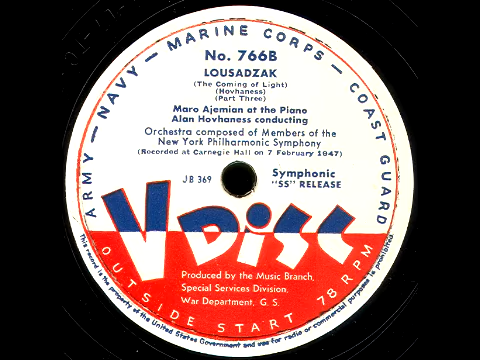 ARMY — NAVY — MARINE CORPS — COAST GUARD
No. 766B
LOUSADZAK
(The Coming of Light)
(Hovhaness)
(Part Three)
Maro Ajemian at the Piano
Alan Hovhaness conducting
Orchestra composed of Members of the
New York Philharmonic Symphony
(Recorded at Carnegie Hall on 7 February 1947)
JB 369
Symphonic
"SS" RELEASE
V DISC
Produced by the Music Branch,
Special Services Division,
War Department, G. S.
OUTSIDE START 78 RPM
This record is the property of the United States Government and use for radio or commercial purposes is prohibited.